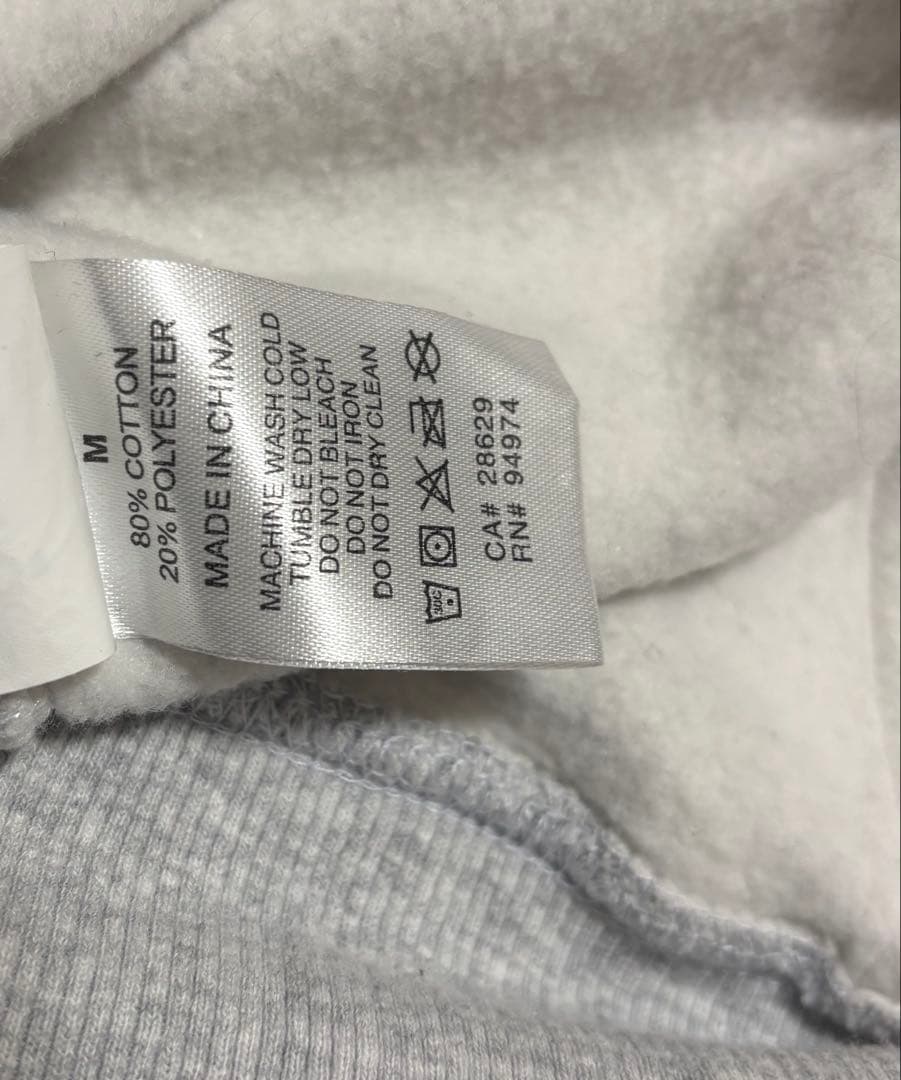 M
80% COTTON
20% POLYESTER
MADE IN CHINA
MACHINE WASH COLD
TUMBLE DRY LOW
DO NOT BLEACH
DO NOT IRON
DO NOT DRY CLEAN
30C
CA# 28629
RN# 94974